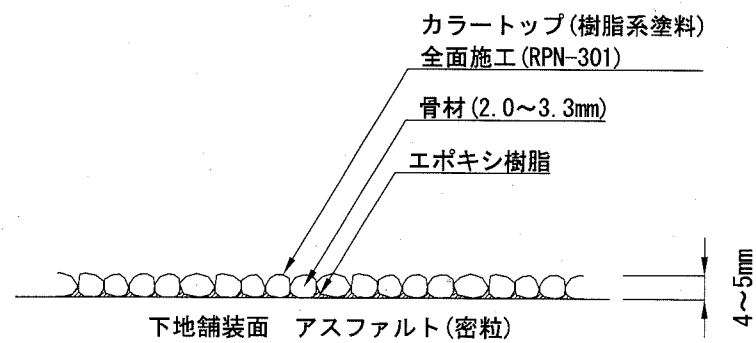 カラートップ(樹脂系塗料)
全面施工(RPN-301)
骨材(2.0〜3.3mm)
エポキシ樹脂
4〜5mm
下地舗装面 アスファルト(密粒)